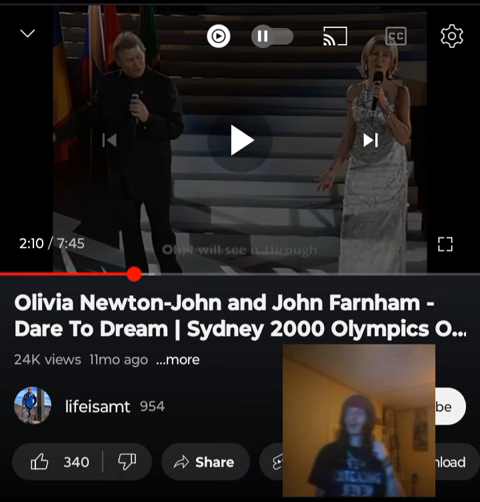 CC
2:10 / 7:45
Oh, I will see it through
Olivia Newton-John and John Farnham -
Dare To Dream | Sydney 2000 Olympics O...
24K views 11mo ago ...more
lifeisamt 954
be
340 Share nload